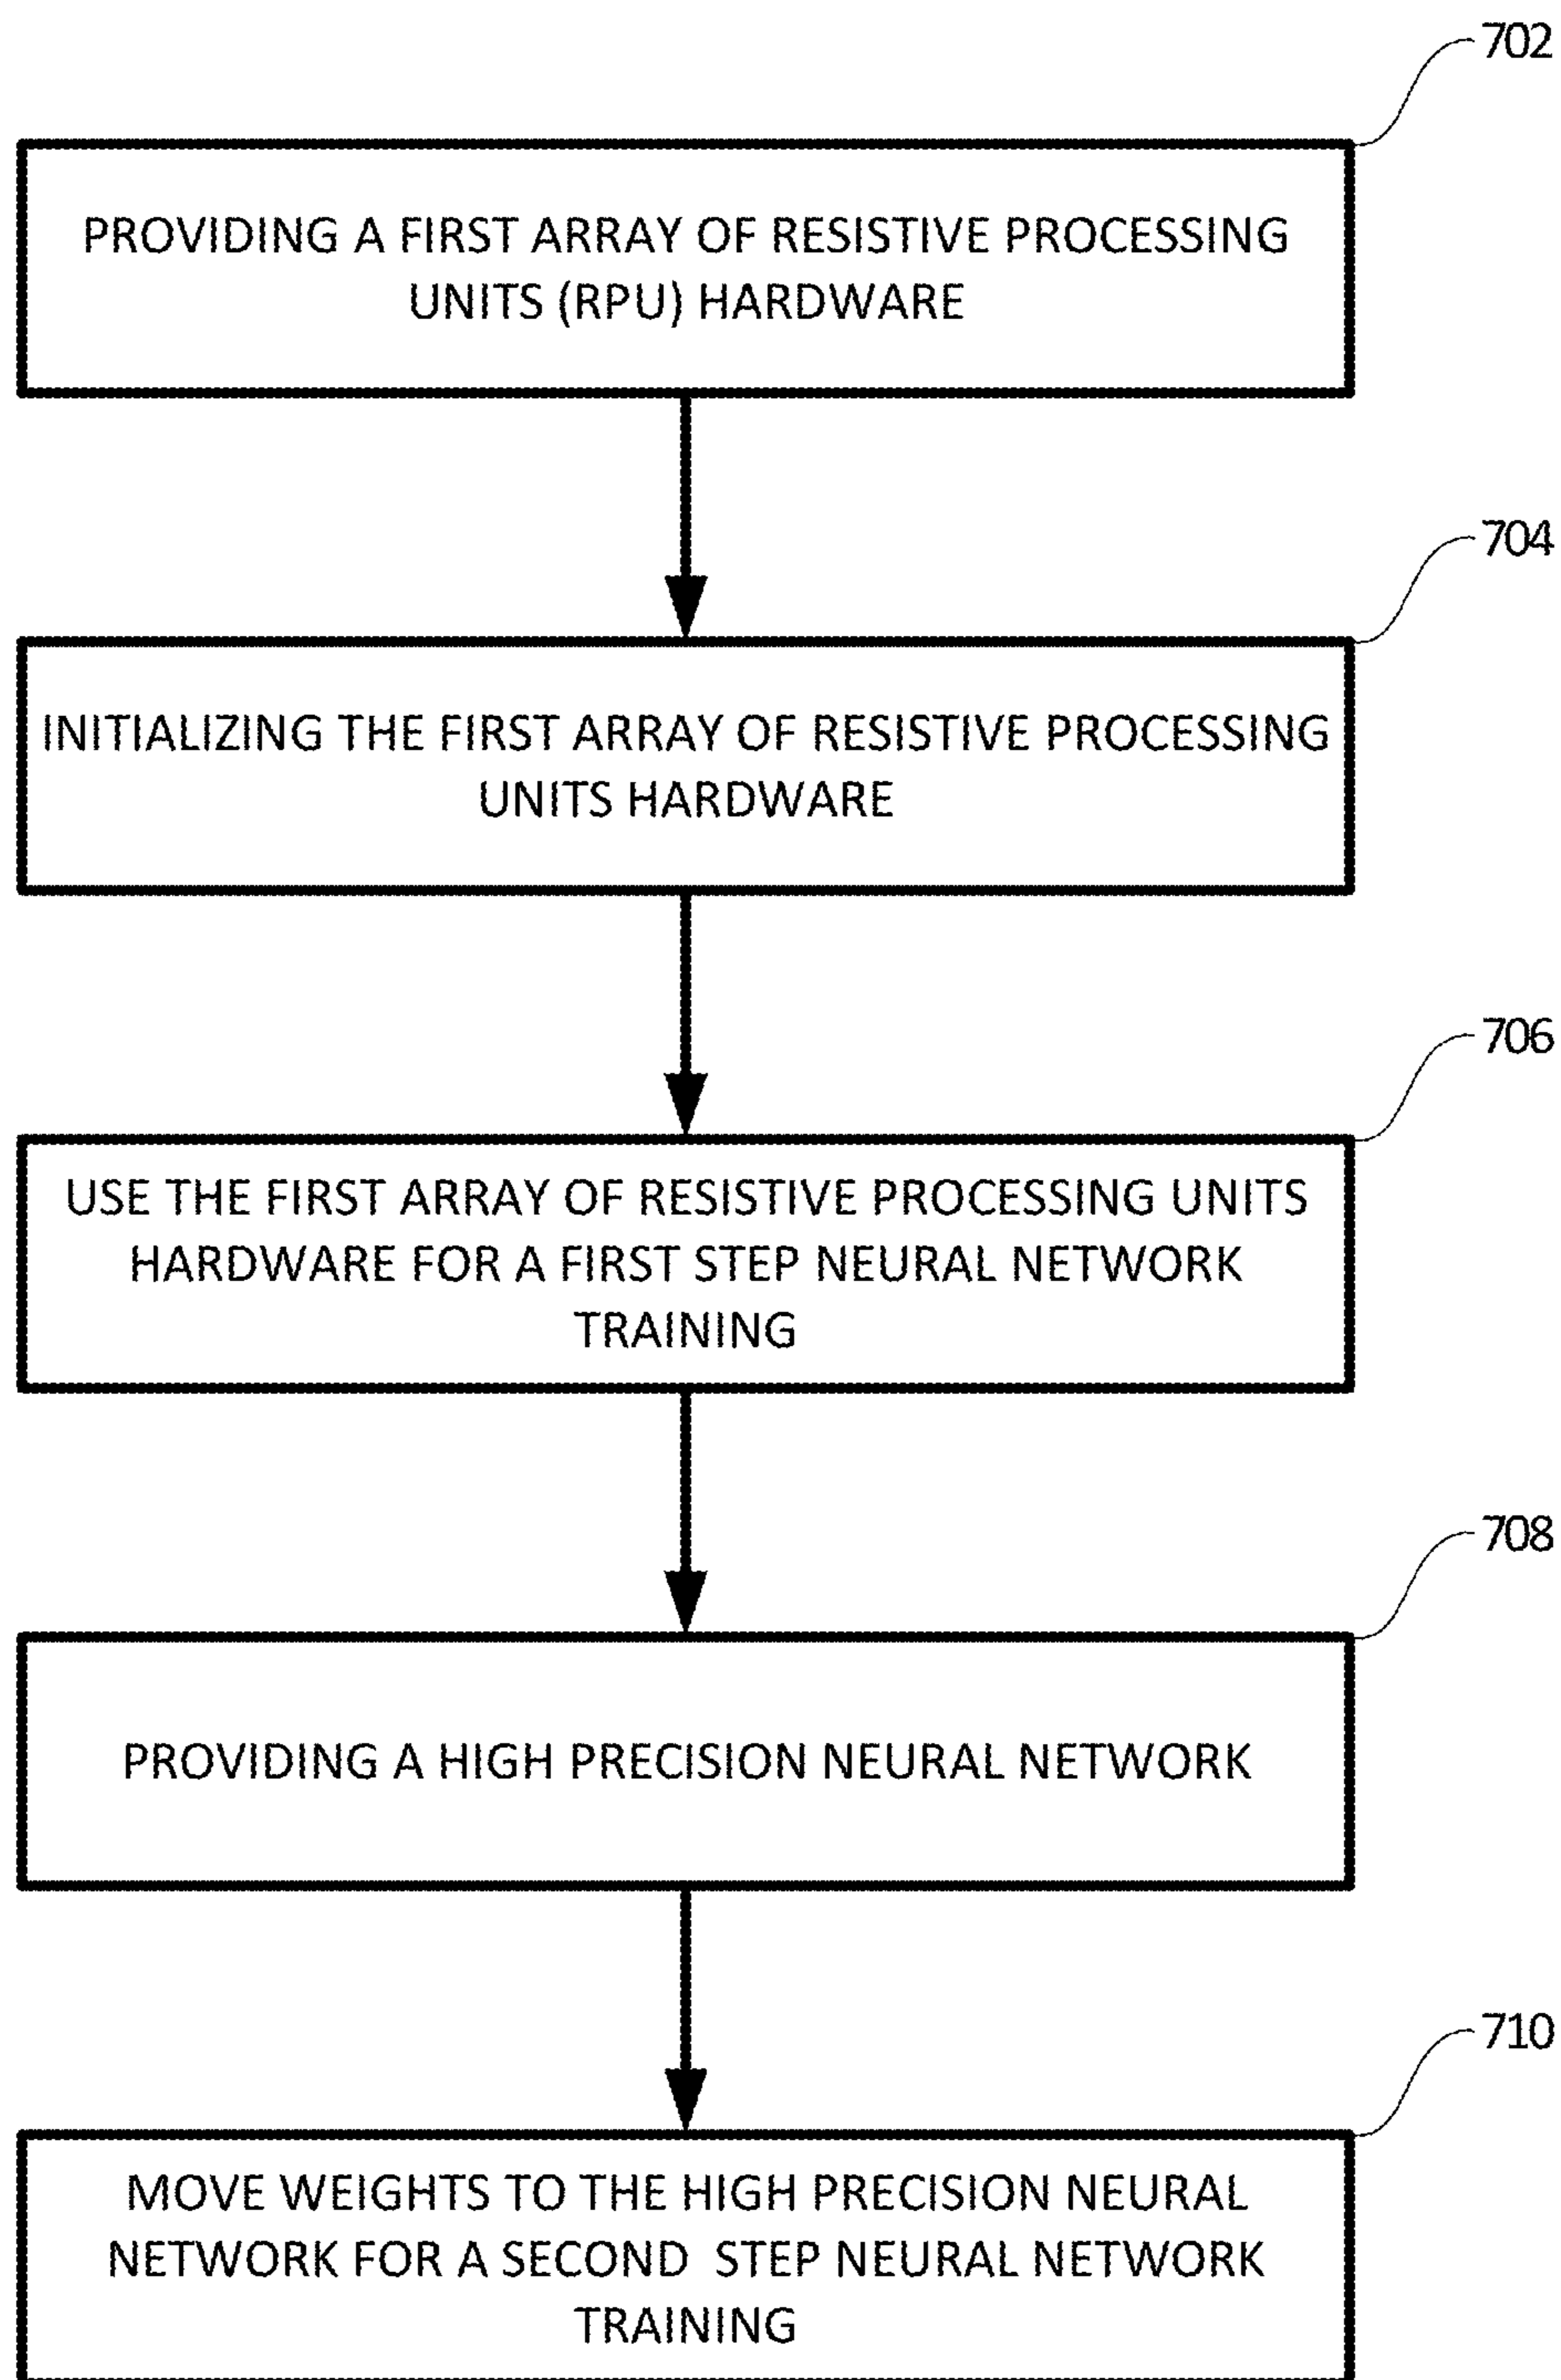 702
PROVIDING A FIRST ARRAY OF RESISTIVE PROCESSING
UNITS (RPU) HARDWARE
704
INITIALIZING THE FIRST ARRAY OF RESISTIVE PROCESSING
UNITS HARDWARE
706
USE THE FIRST ARRAY OF RESISTIVE PROCESSING UNITS
HARDWARE FOR A FIRST STEP NEURAL NETWORK
TRAINING
708
PROVIDING A HIGH PRECISION NEURAL NETWORK
710
MOVE WEIGHTS TO THE HIGH PRECISION NEURAL
NETWORK FOR A SECOND STEP NEURAL NETWORK
TRAINING